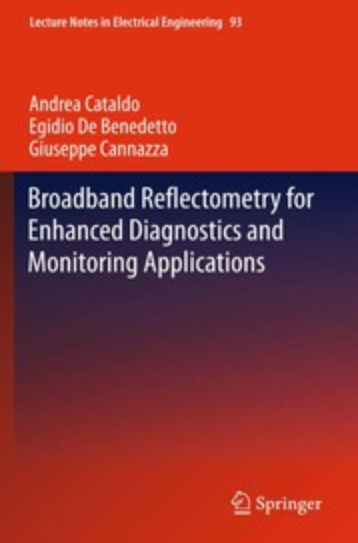 Lecture Notes in Electrical Engineering 93
Andrea Cataldo
Egidio De Benedetto
Giuseppe Cannazza
Broadband Reflectometry for
Enhanced Diagnostics and
Monitoring Applications
Springer